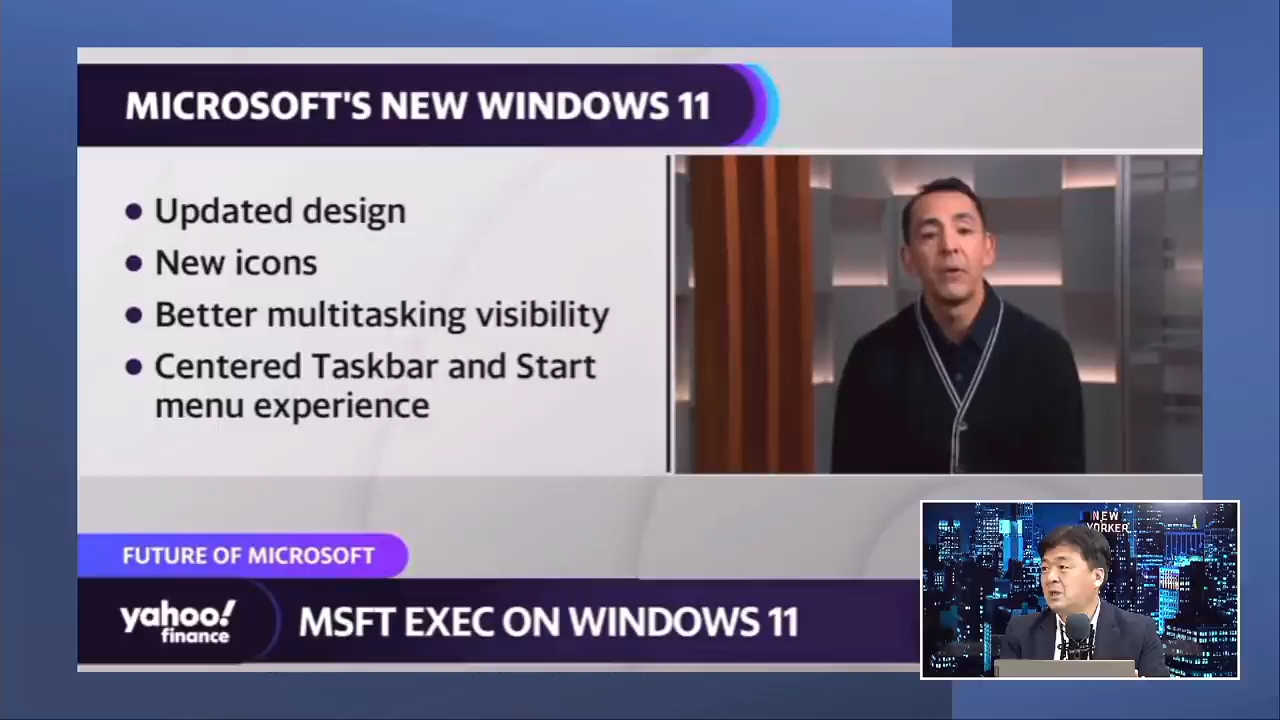 MICROSOFT'S NEW WINDOWS 11
● Updated design
● New icons
● Better multitasking visibility
● Centered Taskbar and Start
menu experience
FUTURE OF MICROSOFT
yahoo!
finance
MSFT EXEC ON WINDOWS 11
NEW
YORKER